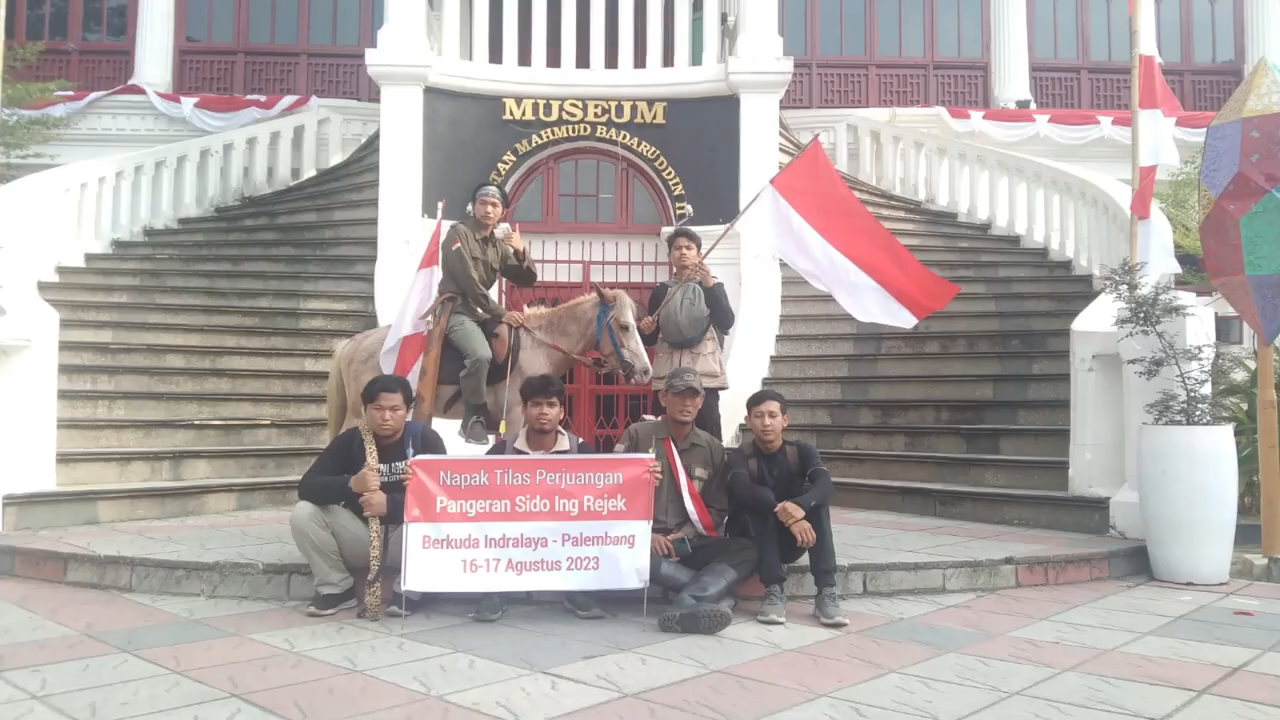 MUSEUM
TAN MAHMUD BADARUDDIN II
Napak Tilas Perjuangan
Pangeran Sido Ing Rejek
Berkuda Indralaya - Palembang
16-17 Agustus 2023